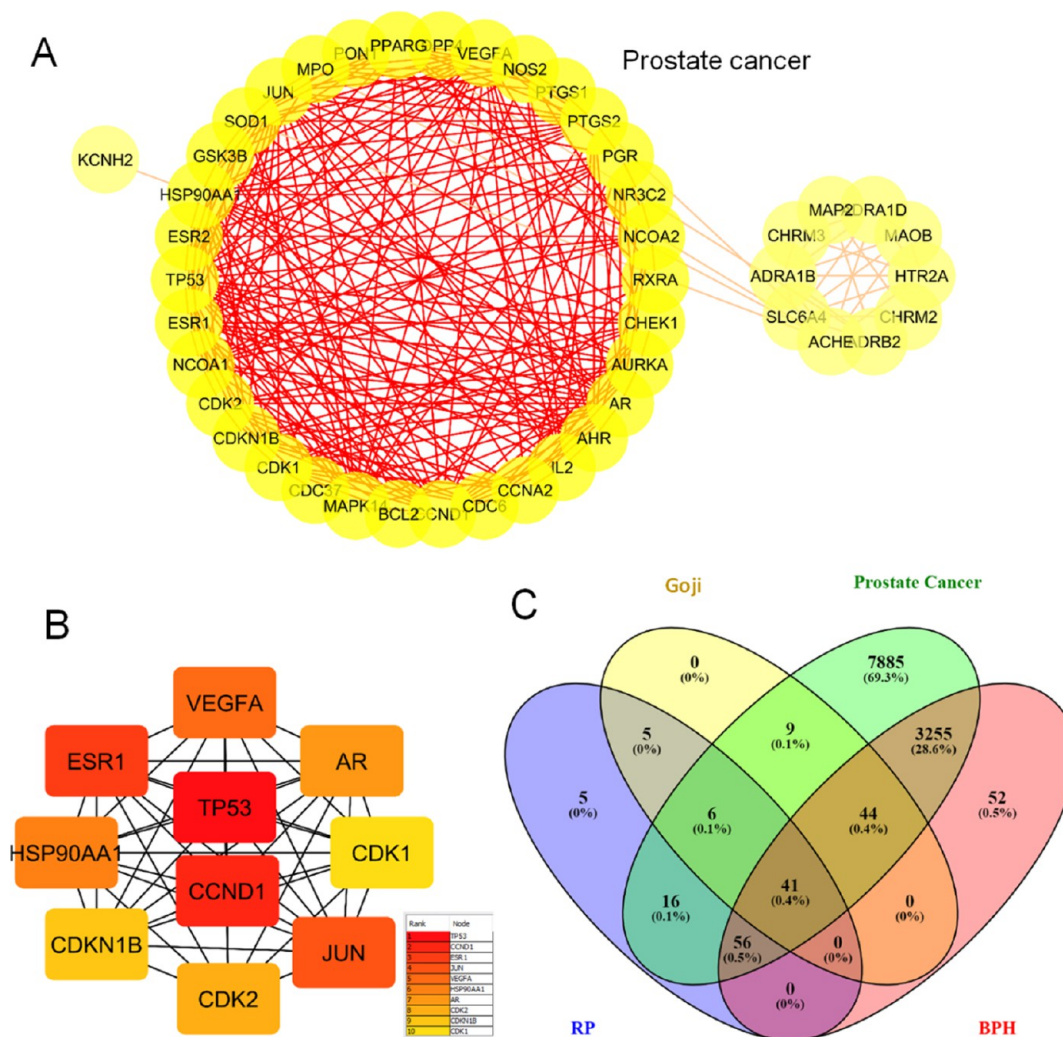 A
Prostate cancer
PPARG
VEGFA
PON1
NOS2
MPO
PTGS1
JUN
PTGS2
SOD1
PGR
KCNH2
GSK3B
HSP90AA1
NR3C2
MAP2
ADRA1D
ESR2
NCOA2
CHRM3
MAOB
TP53
RXRA
ADRA1B
HTR2A
ESR1
CHEK1
SLC6A4
CHRM2
NCOA1
AURKA
ACHE
ADRB2
CDK2
AR
CDKN1B
AHR
CDK1
IL2
CDC37
CCNA2
MAPK14
CDC6
BCL2
CCND1
B
VEGFA
ESR1
AR
TP53
HSP90AA1
CDK1
CCND1
CDKN1B
JUN
CDK2
Rank Node
1 TP53
2 CCND1
3 ESR1
4 JUN
5 VEGFA
6 HSP90AA1
7 AR
8 CDK2
9 CDKN1B
10 CDK1
C
Goji
Prostate Cancer
0
(0%)
7885
(69.3%)
5
(0%)
9
(0.1%)
3255
(28.6%)
5
(0%)
6
(0.1%)
44
(0.4%)
52
(0.5%)
16
(0.1%)
41
(0.4%)
0
(0%)
56
(0.5%)
0
(0%)
0
(0%)
RP
BPH